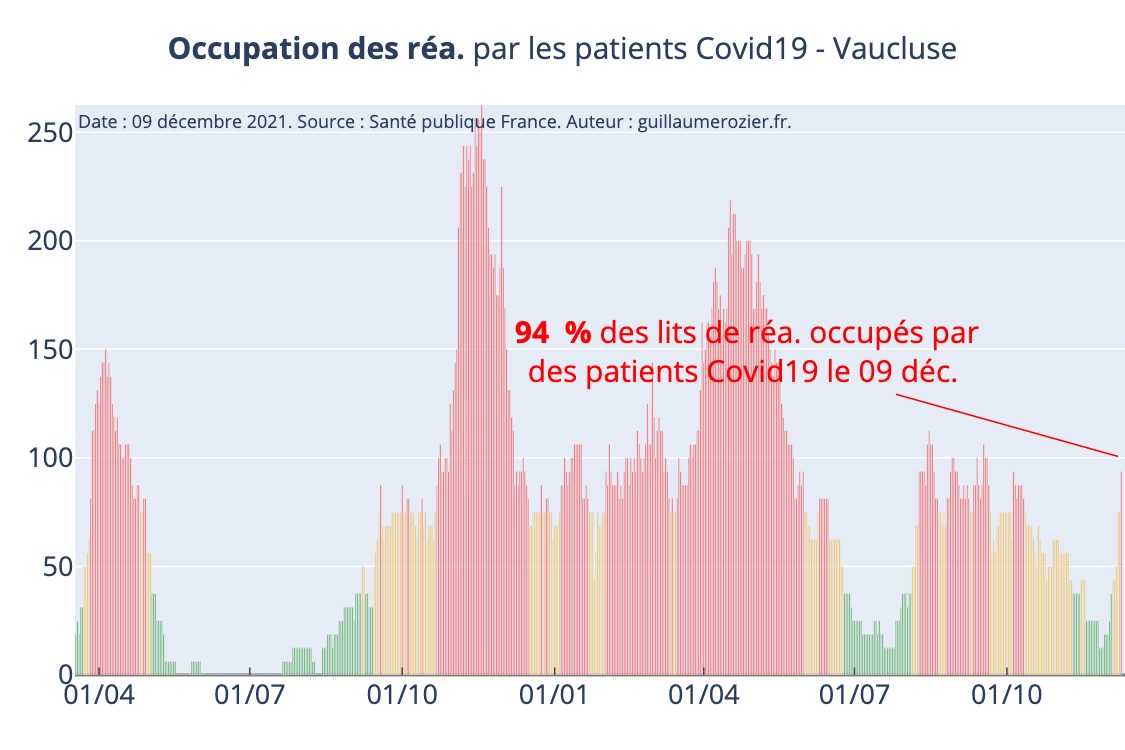 Occupation des réa. par les patients Covid19 - Vaucluse
Date : 09 décembre 2021. Source : Santé publique France. Auteur : guillaumerozier.fr.
250
200
150
100
50
0
94 % des lits de réa. occupés par
des patients Covid19 le 09 déc.
01/04 01/07 01/10 01/01 01/04 01/07 01/10